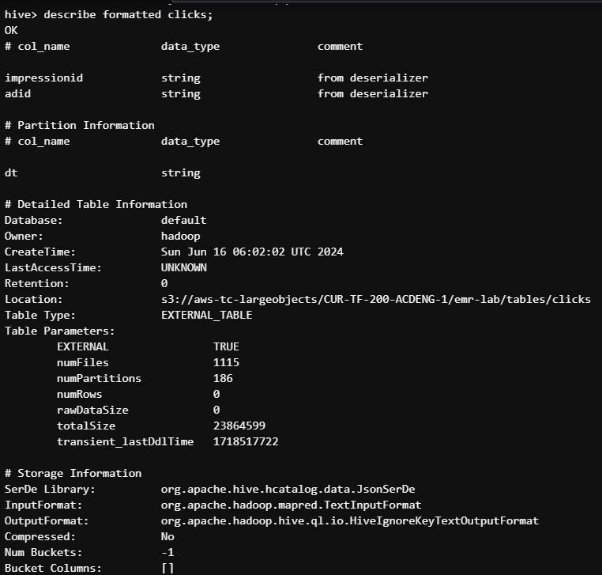 hive> describe formatted clicks;
OK
# col_name data_type comment
impressionid string from deserializer
adid string from deserializer
# Partition Information
# col_name data_type comment
dt string
# Detailed Table Information
Database: default
Owner: hadoop
CreateTime: Sun Jun 16 06:02:02 UTC 2024
LastAccessTime: UNKNOWN
Retention: 0
Location: s3://aws-tc-largeobjects/CUR-TF-200-ACDENG-1/emr-lab/tables/clicks
Table Type: EXTERNAL_TABLE
Table Parameters:
EXTERNAL TRUE
numFiles 1115
numPartitions 186
numRows 0
rawDataSize 0
totalSize 23864599
transient_lastDdlTime 1718517722
# Storage Information
SerDe Library: org.apache.hive.hcatalog.data.JsonSerDe
InputFormat: org.apache.hadoop.mapred.TextInputFormat
OutputFormat: org.apache.hadoop.hive.ql.io.HiveIgnoreKeyTextOutputFormat
Compressed: No
Num Buckets: -1
Bucket Columns: []